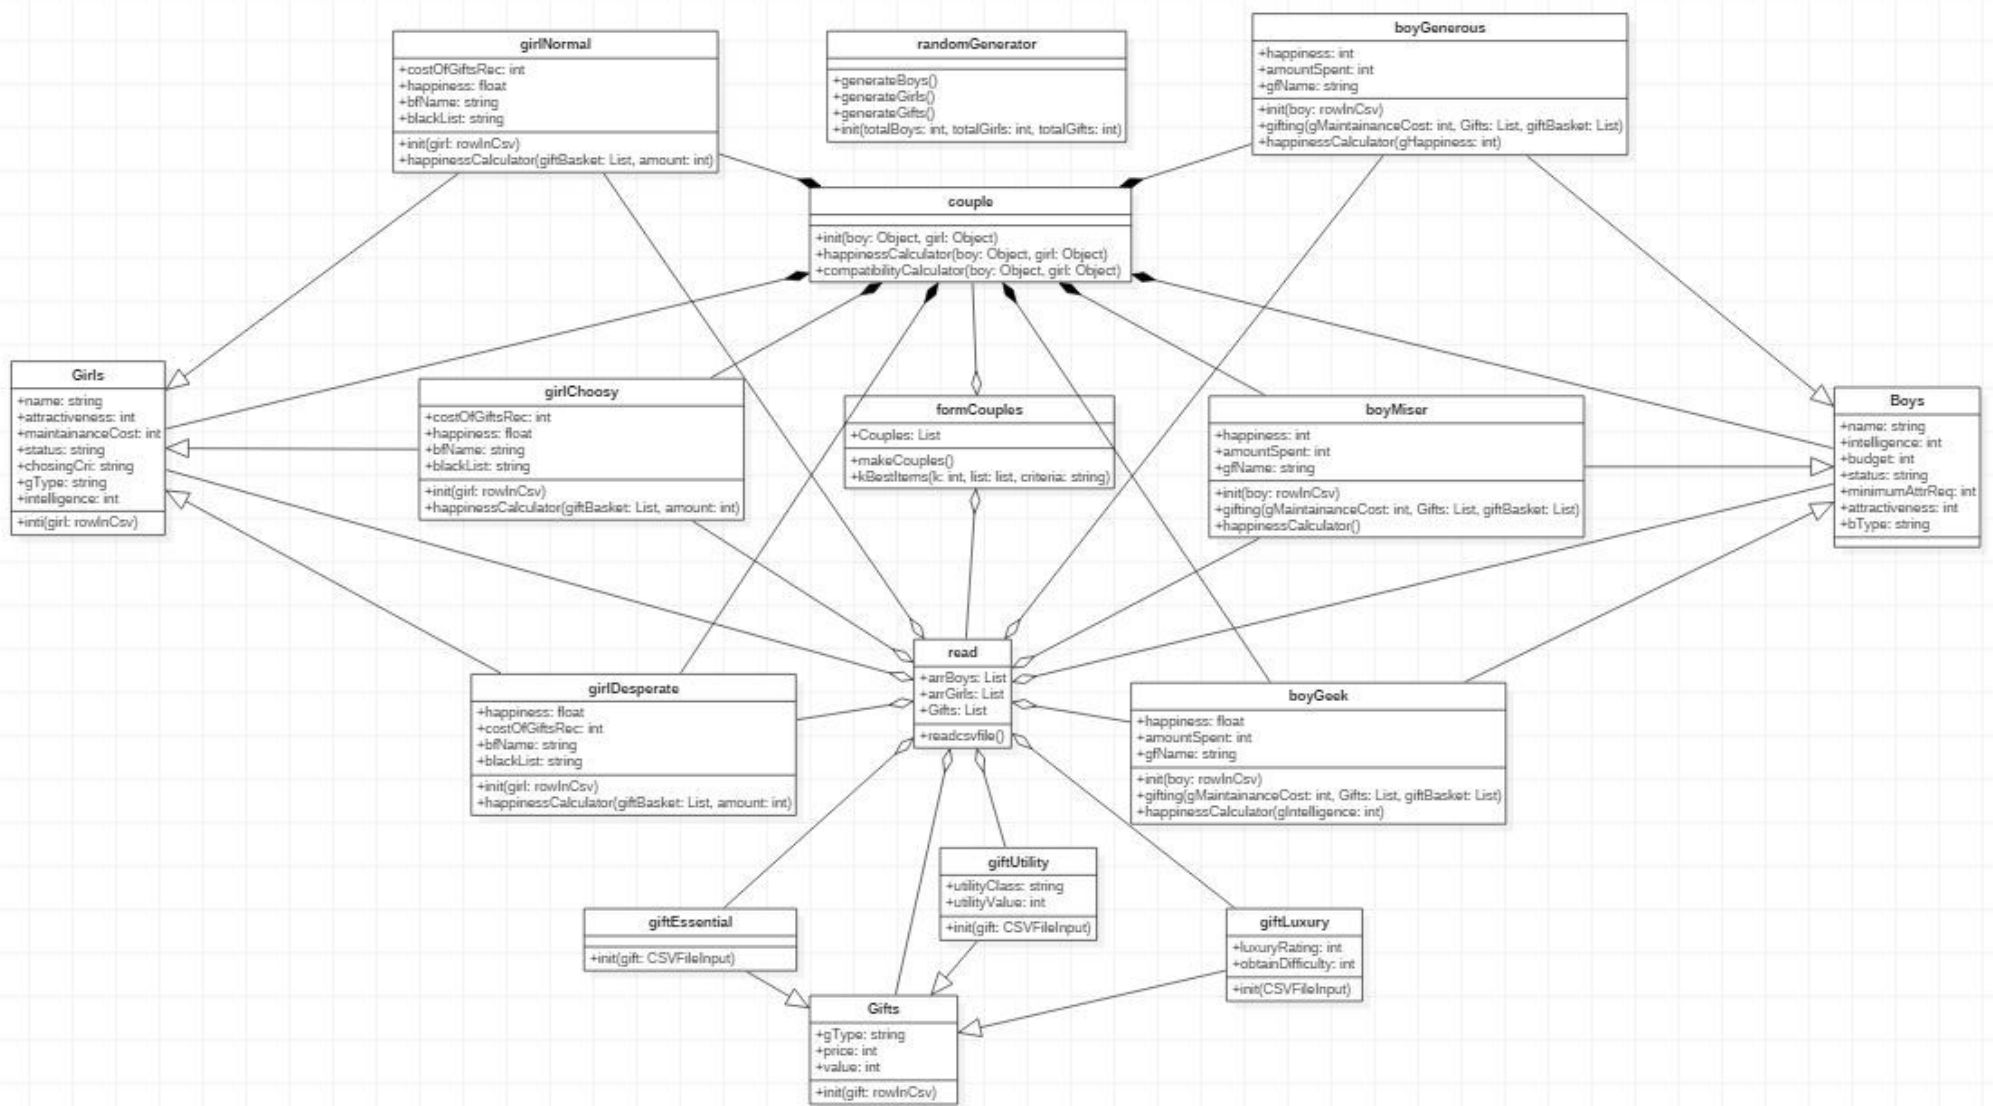 girlNormal
+costOfGiftsRec: int
+happiness: float
+bfName: string
+blackList: string
+init(girl: rowInCsv)
+happinessCalculator(giftBasket: List, amount: int)
randomGenerator
+generateBoys()
+generateGirls()
+generateGifts()
+init(totalBoys: int, totalGirls: int, totalGifts: int)
boyGenerous
+happiness: int
+amountSpent: int
+gfName: string
+init(boy: rowInCsv)
+gifting(gMaintainanceCost: int, Gifts: List, giftBasket: List)
+happinessCalculator(gHappiness: int)
couple
+init(boy: Object, girl: Object)
+happinessCalculator(boy: Object, girl: Object)
+compatibilityCalculator(boy: Object, girl: Object)
Girls
+name: string
+attractiveness: int
+maintainanceCost: int
+status: string
+chosingCri: string
+gType: string
+intelligence: int
+inti(girl: rowInCsv)
girlChoosy
+costOfGiftsRec: int
+happiness: float
+bfName: string
+blackList: string
+init(girl: rowInCsv)
+happinessCalculator(giftBasket: List, amount: int)
formCouples
+Couples: List
+makeCouples()
+kBestItems(k: int, list: list, criteria: string)
boyMiser
+happiness: int
+amountSpent: int
+gfName: string
+init(boy: rowInCsv)
+gifting(gMaintainanceCost: int, Gifts: List, giftBasket: List)
+happinessCalculator()
Boys
+name: string
+intelligence: int
+budget: int
+status: string
+minimumAttrReq: int
+attractiveness: int
+bType: string
girlDesperate
+happiness: float
+costOfGiftsRec: int
+bfName: string
+blackList: string
+init(girl: rowInCsv)
+happinessCalculator(giftBasket: List, amount: int)
read
+arrBoys: List
+arrGirls: List
+Gifts: List
+readcsvfile()
boyGeek
+happiness: float
+amountSpent: int
+gfName: string
+init(boy: rowInCsv)
+gifting(gMaintainanceCost: int, Gifts: List, giftBasket: List)
+happinessCalculator(gIntelligence: int)
giftEssential
+init(gift: CSVFileInput)
giftUtility
+utilityClass: string
+utilityValue: int
+init(gift: CSVFileInput)
giftLuxury
+luxuryRating: int
+obtainDifficulty: int
+init(CSVFileInput)
Gifts
+gType: string
+price: int
+value: int
+init(gift: rowInCsv)